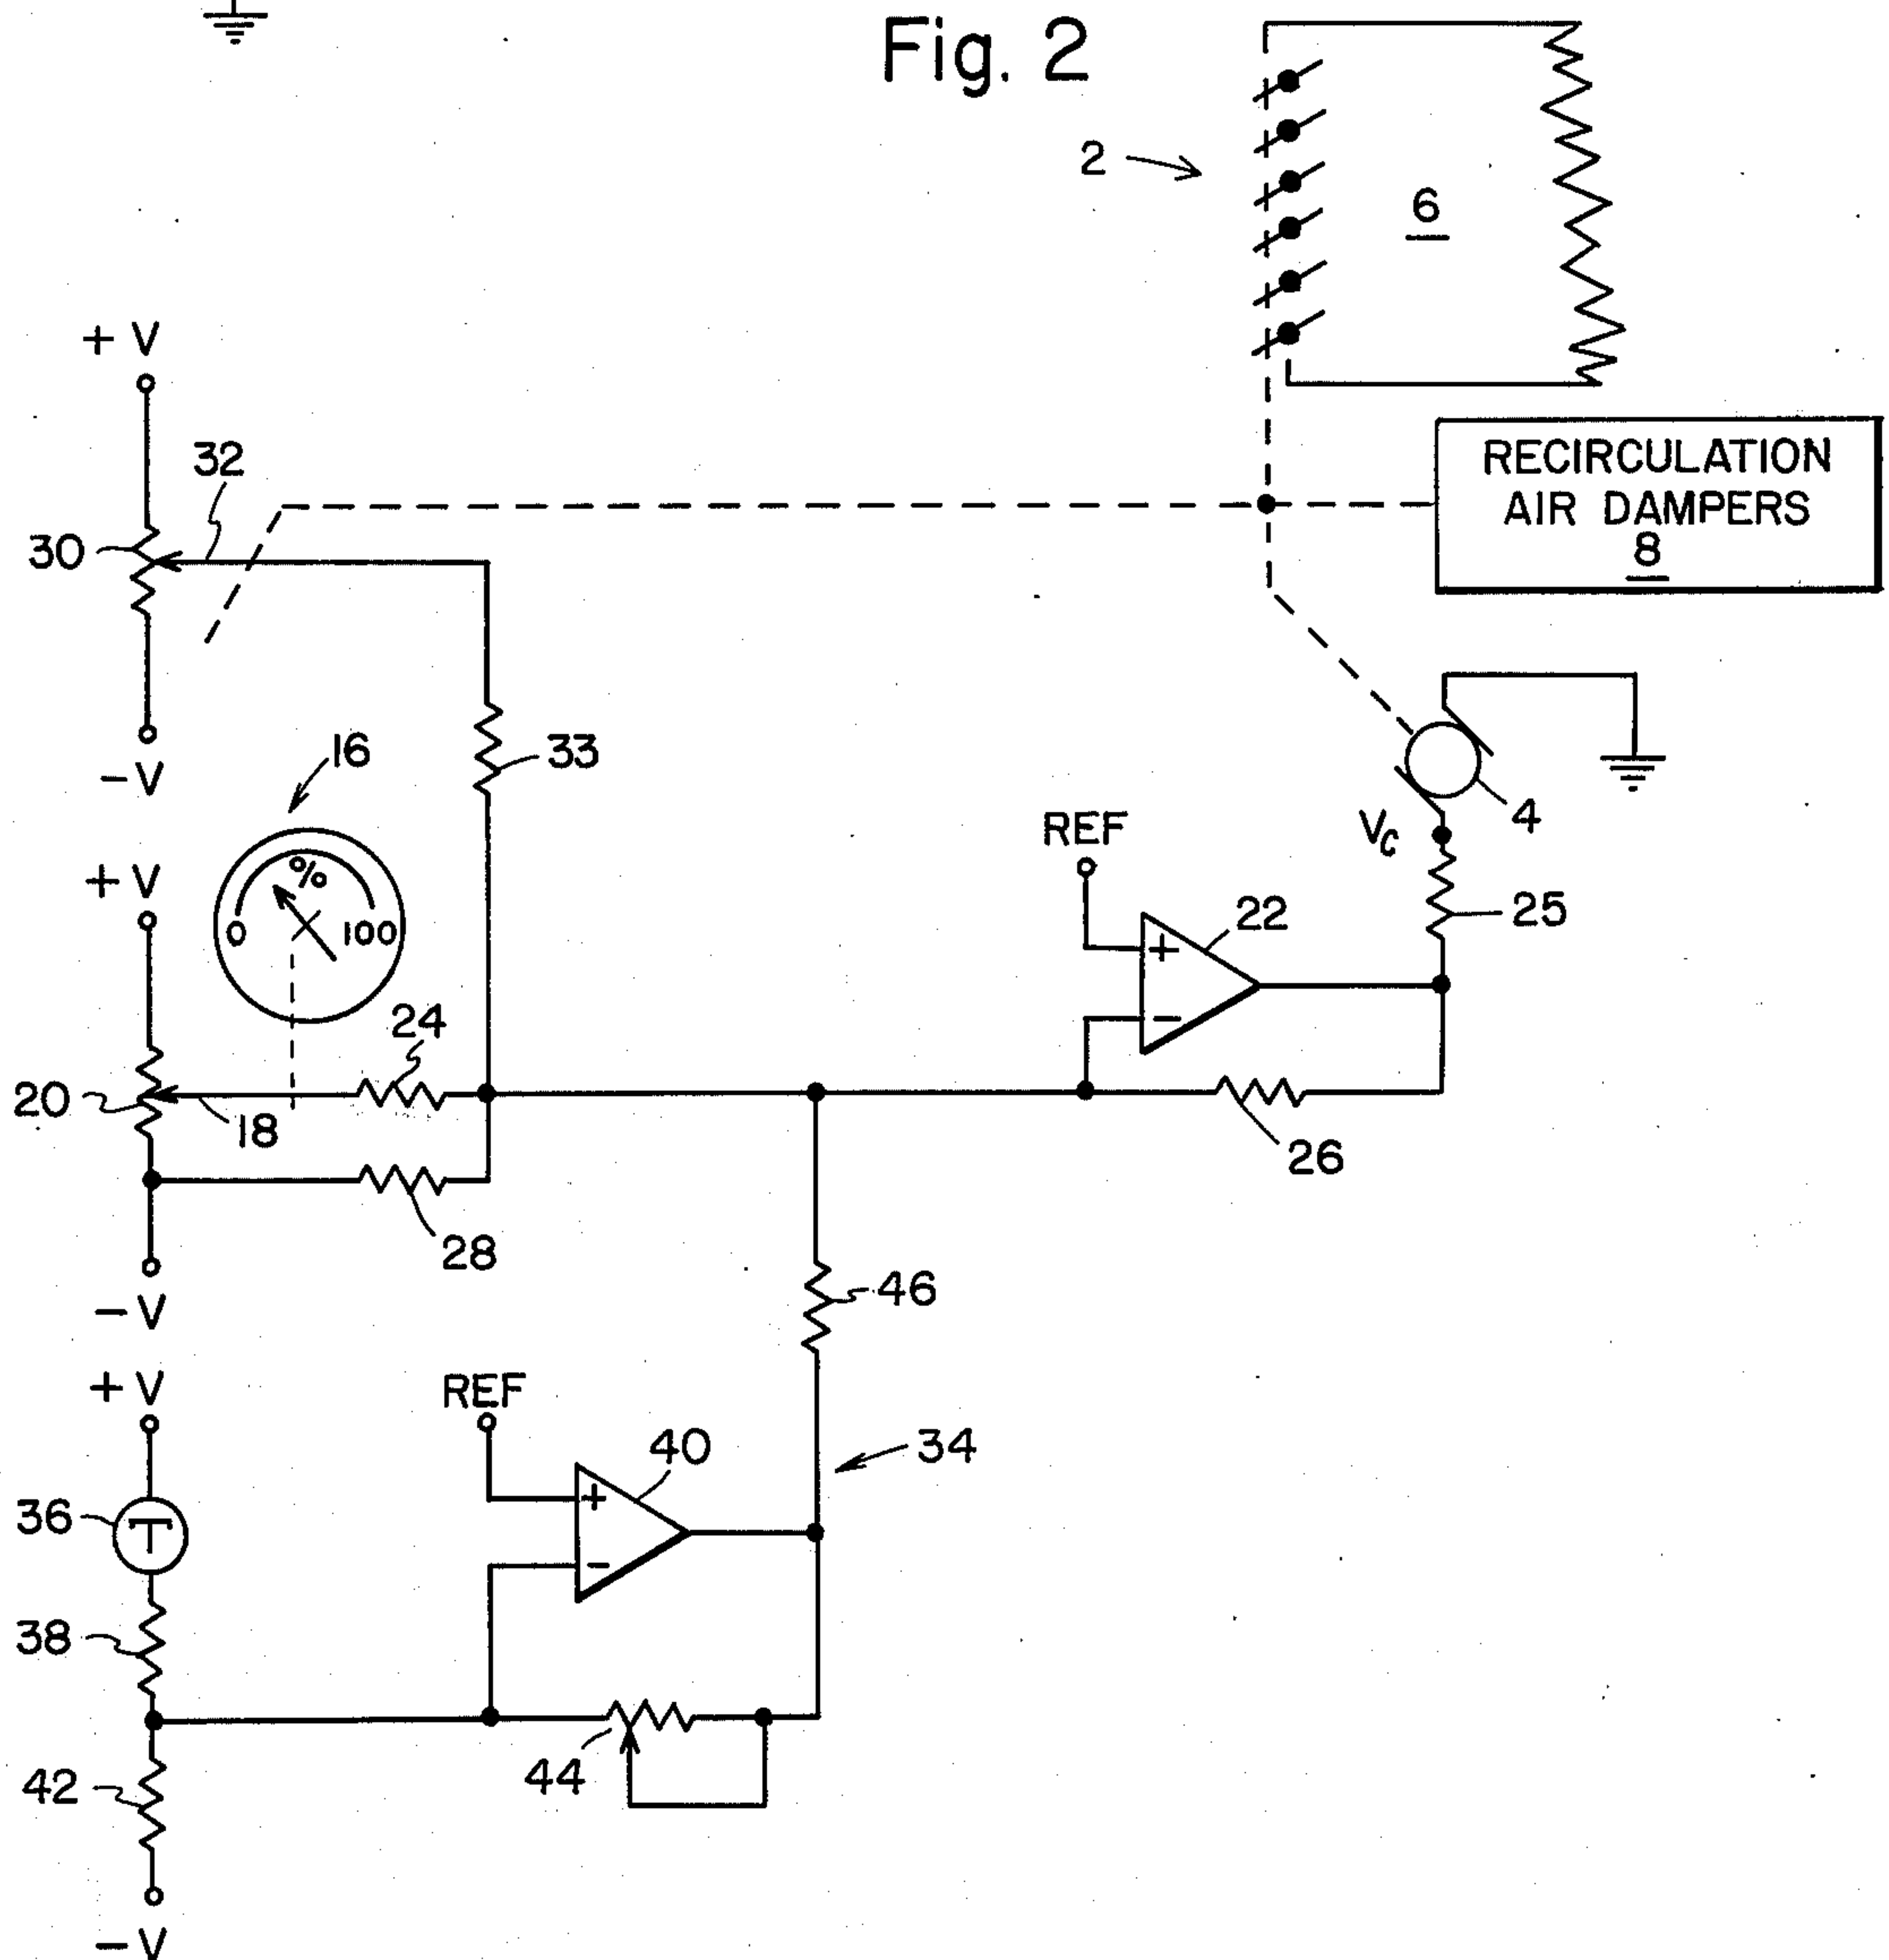 Fig. 2
2
6
+ V
32
RECIRCULATION
AIR DAMPERS
8
30
- V
16
33
4
+ V
%
0
100
REF
VC
22
+
-
25
24
20
18
26
28
- V
46
+ V
REF
40
34
36
T
+
-
38
44
42
- V